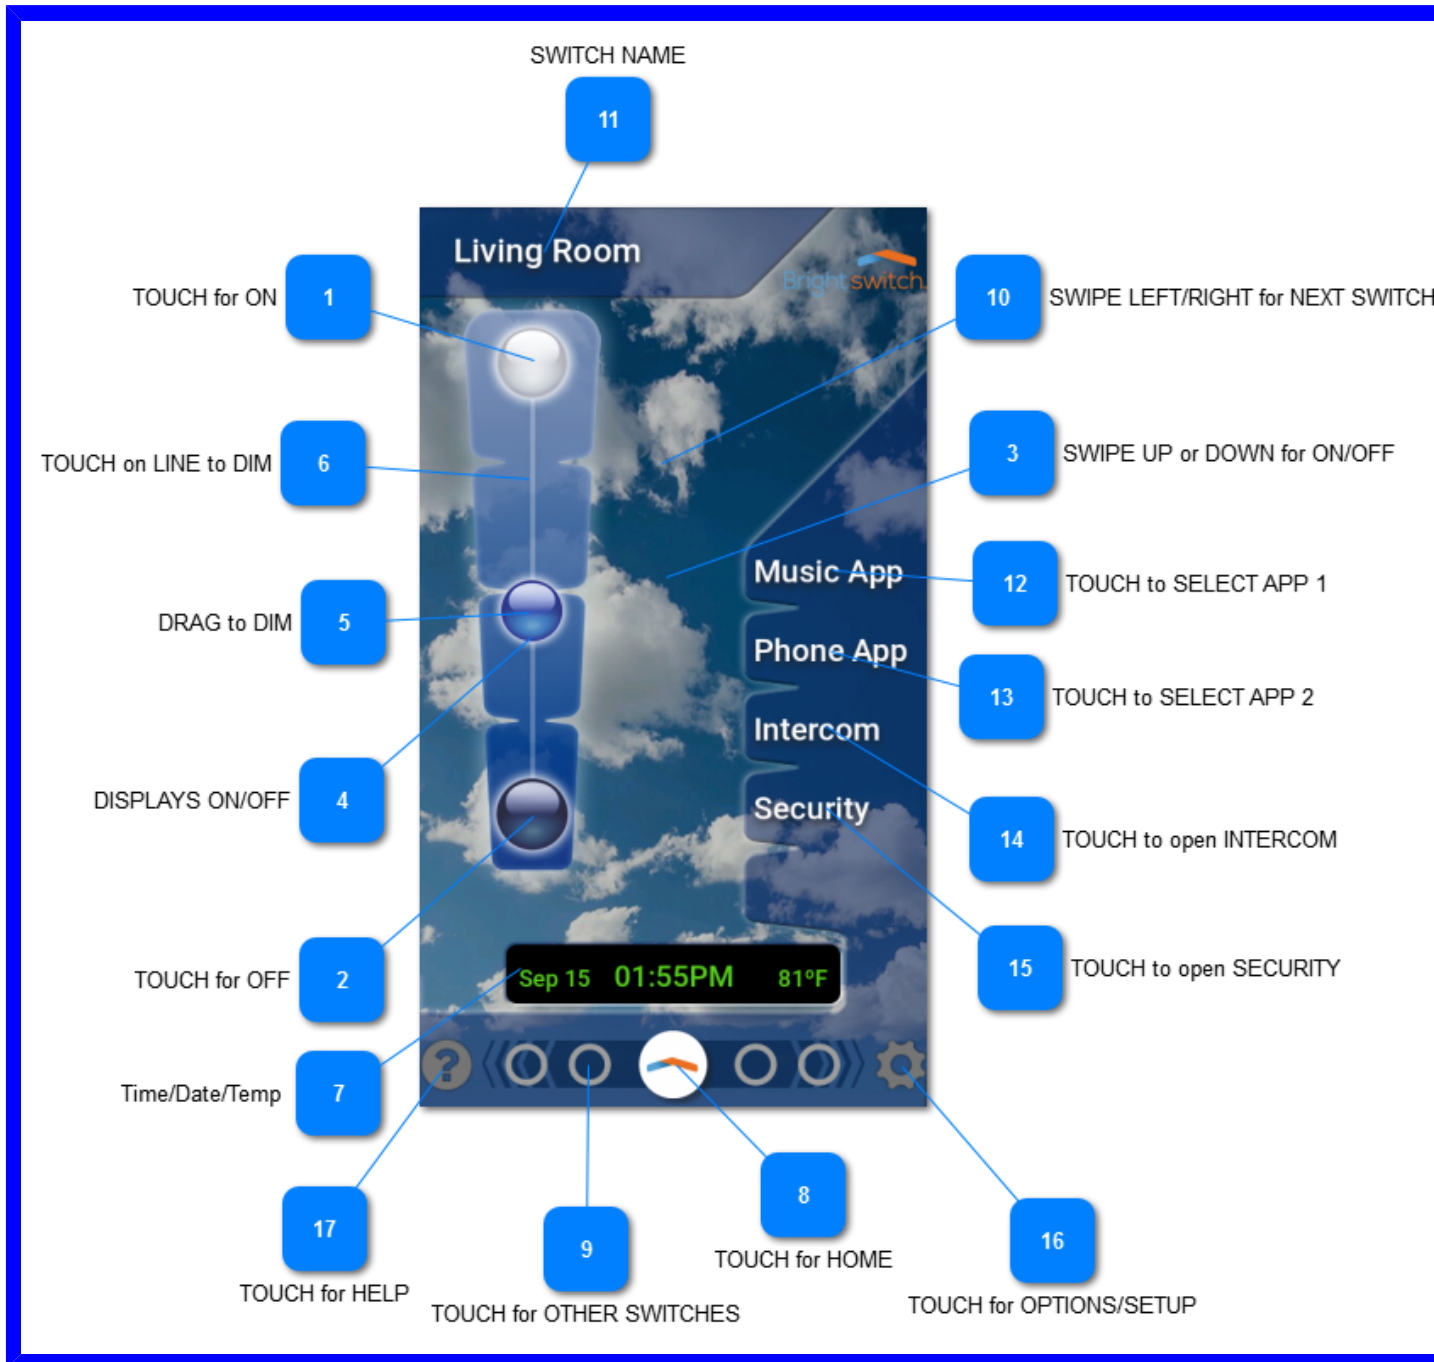 SWITCH NAME
11
Living Room
Brightswitch.
TOUCH for ON
1
10
SWIPE LEFT/RIGHT for NEXT SWITCH
TOUCH on LINE to DIM
6
3
SWIPE UP or DOWN for ON/OFF
Music App
12
TOUCH to SELECT APP 1
DRAG to DIM
5
Phone App
13
TOUCH to SELECT APP 2
Intercom
DISPLAYS ON/OFF
4
Security
14
TOUCH to open INTERCOM
TOUCH for OFF
2
Sep 15 01:55PM 81°F
15
TOUCH to open SECURITY
Time/Date/Temp
7
?
17
TOUCH for HELP
9
TOUCH for OTHER SWITCHES
8
TOUCH for HOME
16
TOUCH for OPTIONS/SETUP